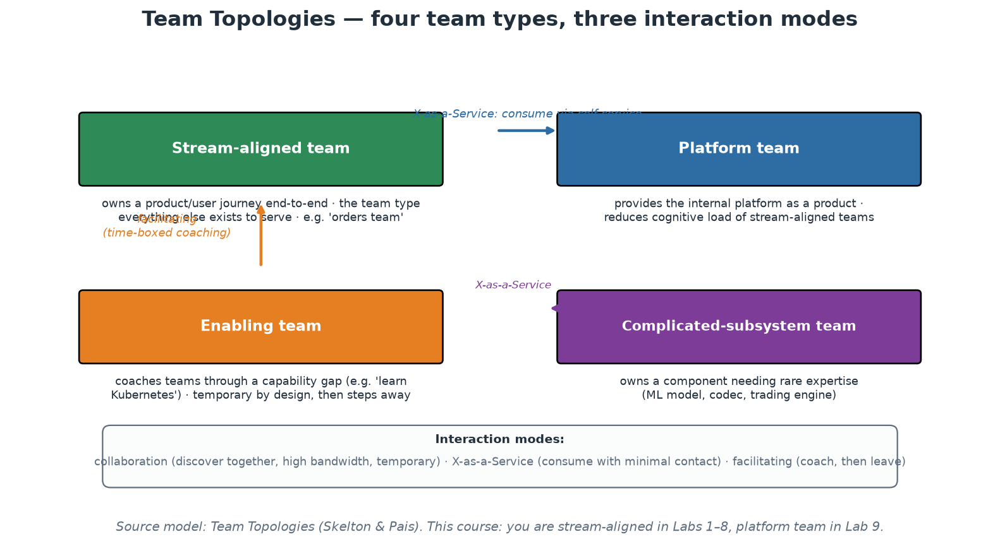 Team Topologies — four team types, three interaction modes
X-as-a-Service: consume via self-service
Stream-aligned team
Platform team
owns a product/user journey end-to-end · the team type
everything else exists to serve · e.g. 'orders team'
provides the internal platform as a product ·
reduces cognitive load of stream-aligned teams
facilitating
(time-boxed coaching)
X-as-a-Service
Enabling team
Complicated-subsystem team
coaches teams through a capability gap (e.g. 'learn
Kubernetes') · temporary by design, then steps away
owns a component needing rare expertise
(ML model, codec, trading engine)
Interaction modes:
collaboration (discover together, high bandwidth, temporary) · X-as-a-Service (consume with minimal contact) · facilitating (coach, then leave)
Source model: Team Topologies (Skelton & Pais). This course: you are stream-aligned in Labs 1–8, platform team in Lab 9.